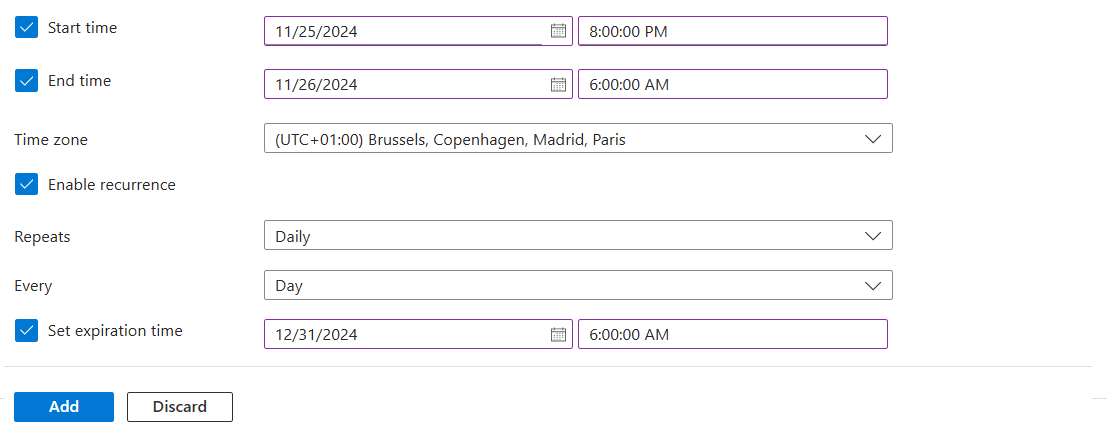 Start time 11/25/2024 8:00:00 PM
End time 11/26/2024 6:00:00 AM
Time zone (UTC+01:00) Brussels, Copenhagen, Madrid, Paris
Enable recurrence
Repeats Daily
Every Day
Set expiration time 12/31/2024 6:00:00 AM
Add Discard